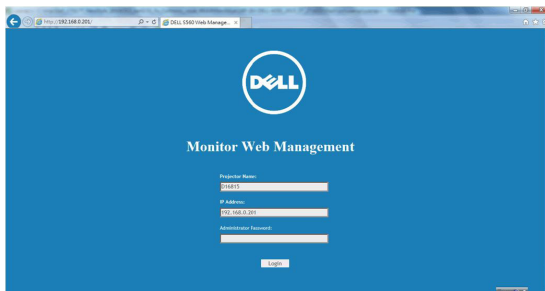 http://192.168.0.201/
DELL S560 Web Manage...
DELL
Monitor Web Management
Projector Name:
D16815
IP Address:
192.168.0.201
Administrator Password:
Login